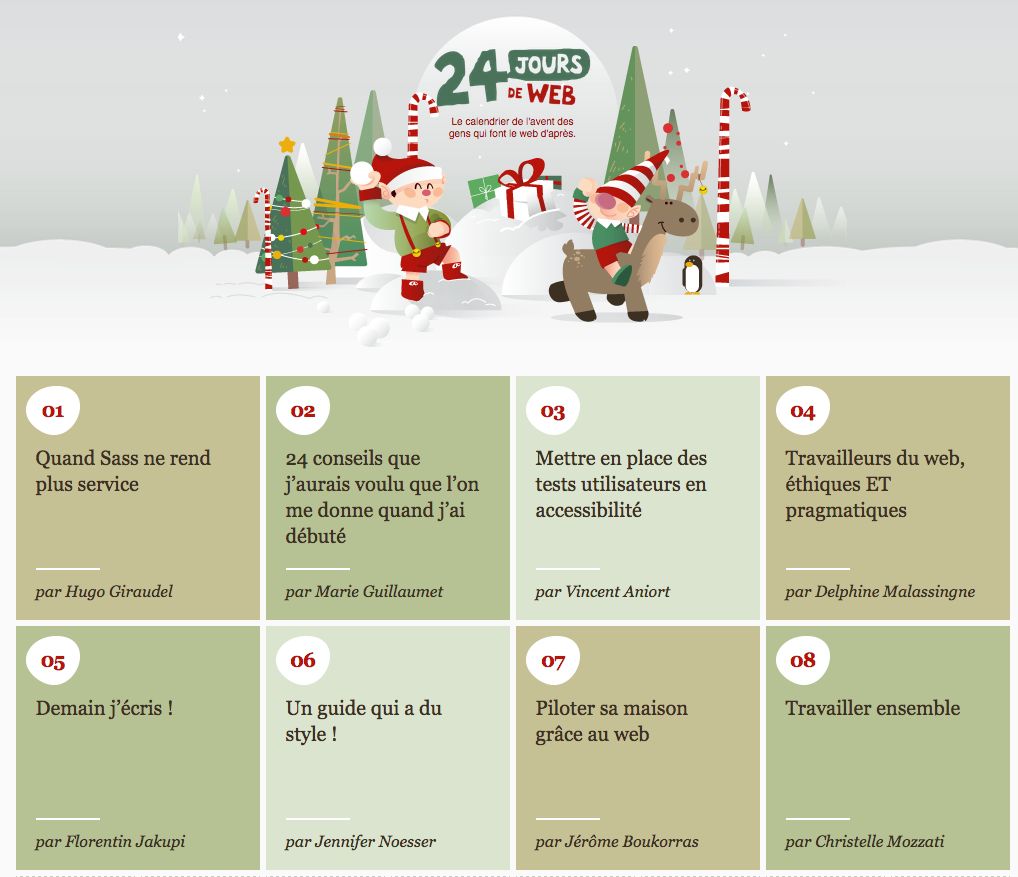 24 JOURS
DE WEB
Le calendrier de l'avent des
gens qui font le web d'après.
01
Quand Sass ne rend
plus service
par Hugo Giraudel
02
24 conseils que
j’aurais voulu que l’on
me donne quand j’ai
débuté
par Marie Guillaumet
03
Mettre en place des
tests utilisateurs en
accessibilité
par Vincent Aniort
04
Travailleurs du web,
éthiques ET
pragmatiques
par Delphine Malassingne
05
Demain j’écris !
par Florentin Jakupi
06
Un guide qui a du
style !
par Jennifer Noesser
07
Piloter sa maison
grâce au web
par Jérôme Boukorras
08
Travailler ensemble
par Christelle Mozzati